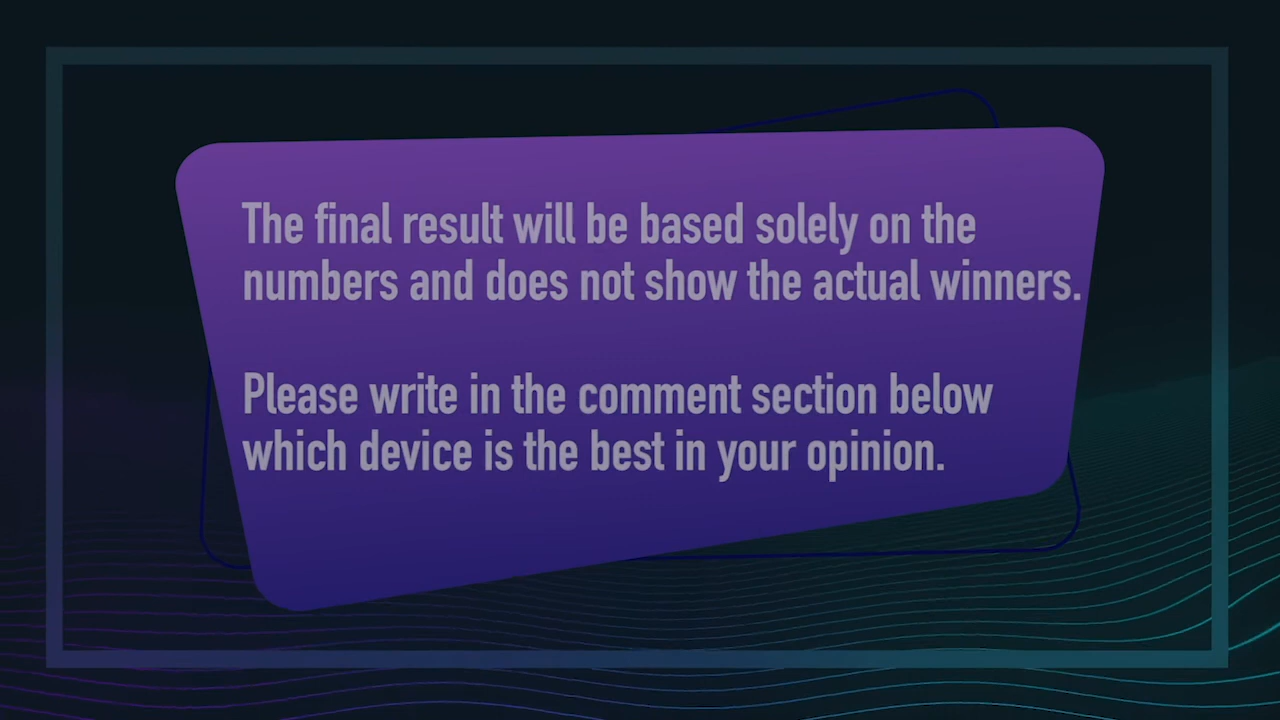 The final result will be based solely on the
numbers and does not show the actual winners.
Please write in the comment section below
which device is the best in your opinion.